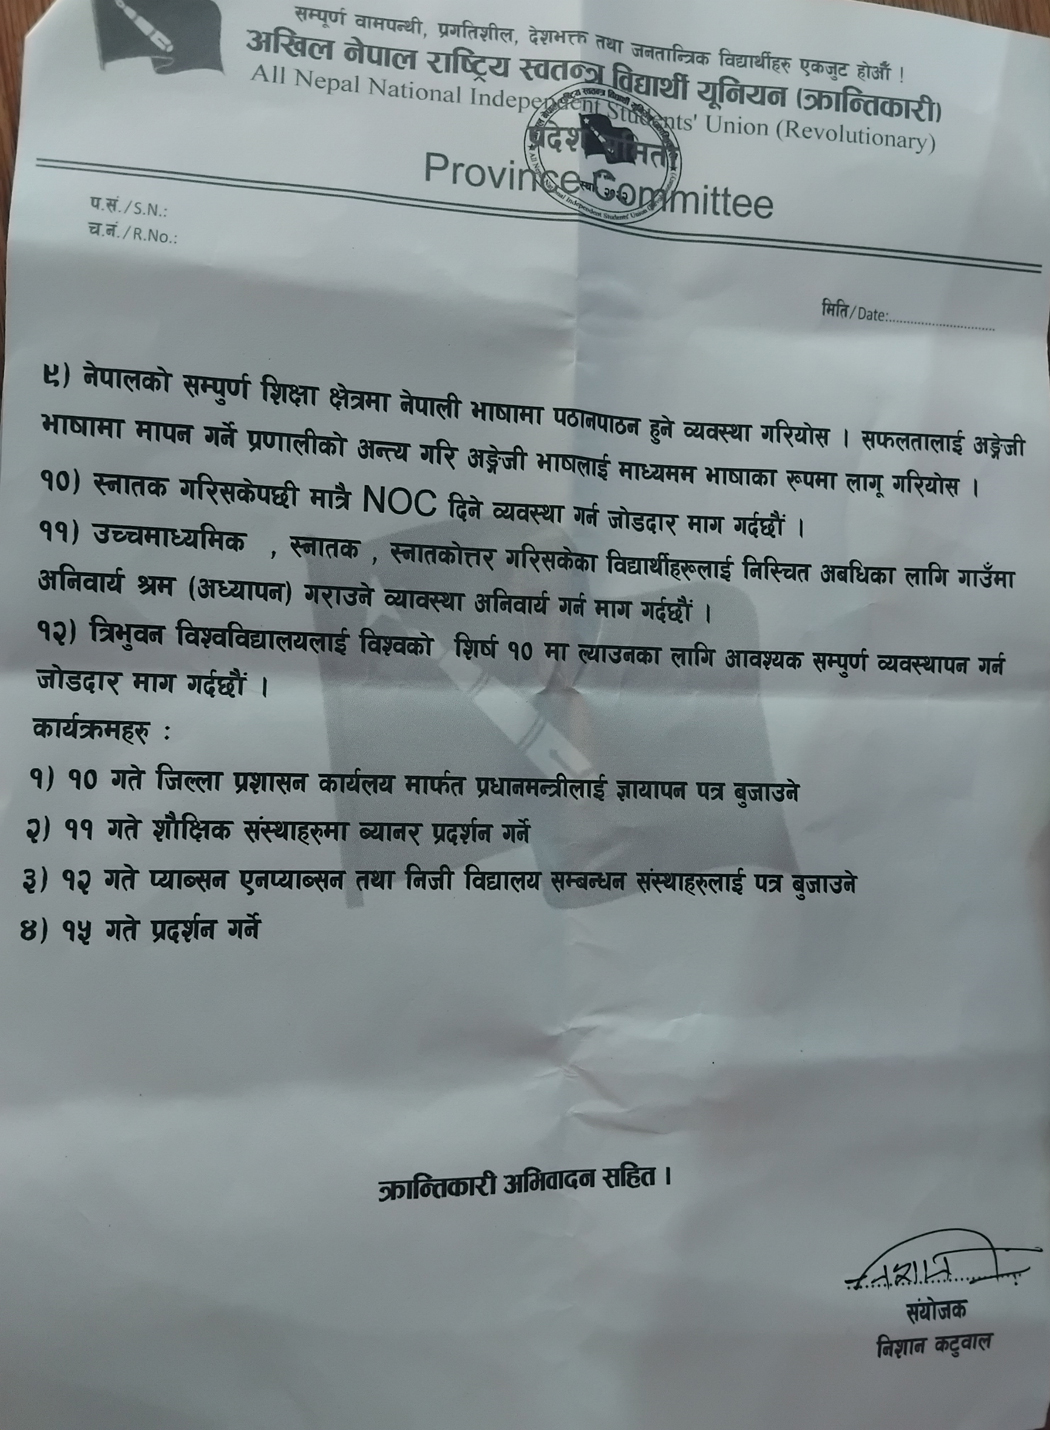 सम्पूर्ण वामपन्थी, प्रगतिशील, देशभक्त तथा जनतान्त्रिक विद्यार्थीहरु एकजुट होऔं !
अखिल नेपाल राष्ट्रिय स्वतन्त्र विद्यार्थी यूनियन (क्रान्तिकारी)
All Nepal National Independent Students' Union (Revolutionary)
प्रदेश समिती
Province Committee
प.सं./S.N.:
च.नं./R.No.:
मिति/Date:..............................
९) नेपालको सम्पुर्ण शिक्षा क्षेत्रमा नेपाली भाषामा पठानपाठन हुने व्यवस्था गरियोस । सफलतालाई अङ्ग्रेजी
भाषामा मापन गर्ने प्रणालीको अन्त्य गरि अङ्ग्रेजी भाषलाई माध्यमम भाषाका रूपमा लागू गरियोस ।
१०) स्नातक गरिसकेपछी मात्रै NOC दिने व्यवस्था गर्न जोडदार माग गर्दछौं ।
११) उच्चमाध्यमिक , स्नातक , स्नातकोत्तर गरिसकेका विद्यार्थीहरूलाई निस्चित अबधिका लागि गाउँमा
अनिवार्य श्रम (अध्यापन) गराउने व्यावस्था अनिवार्य गर्न माग गर्दछौं ।
१२) त्रिभुवन विश्वविद्यालयलाई विश्वको शिर्ष १० मा ल्याउनका लागि आवश्यक सम्पुर्ण व्यवस्थापन गर्न
जोडदार माग गर्दछौं ।
कार्यक्रमहरु :
१) १० गते जिल्ला प्रशासन कार्यलय मार्फत प्रधानमन्त्रीलाई ज्ञायापन पत्र बुजाउने
२) ११ गते शौक्षिक संस्थाहरुमा ब्यानर प्रदर्शन गर्ने
३) १२ गते प्याब्सन एनप्याब्सन तथा निजी विद्यालय सम्बन्धन संस्थाहरुलाई पत्र बुजाउने
४) १५ गते प्रदर्शन गर्ने
क्रान्तिकारी अभिवादन सहित ।
संयोजक
निशान कटुवाल